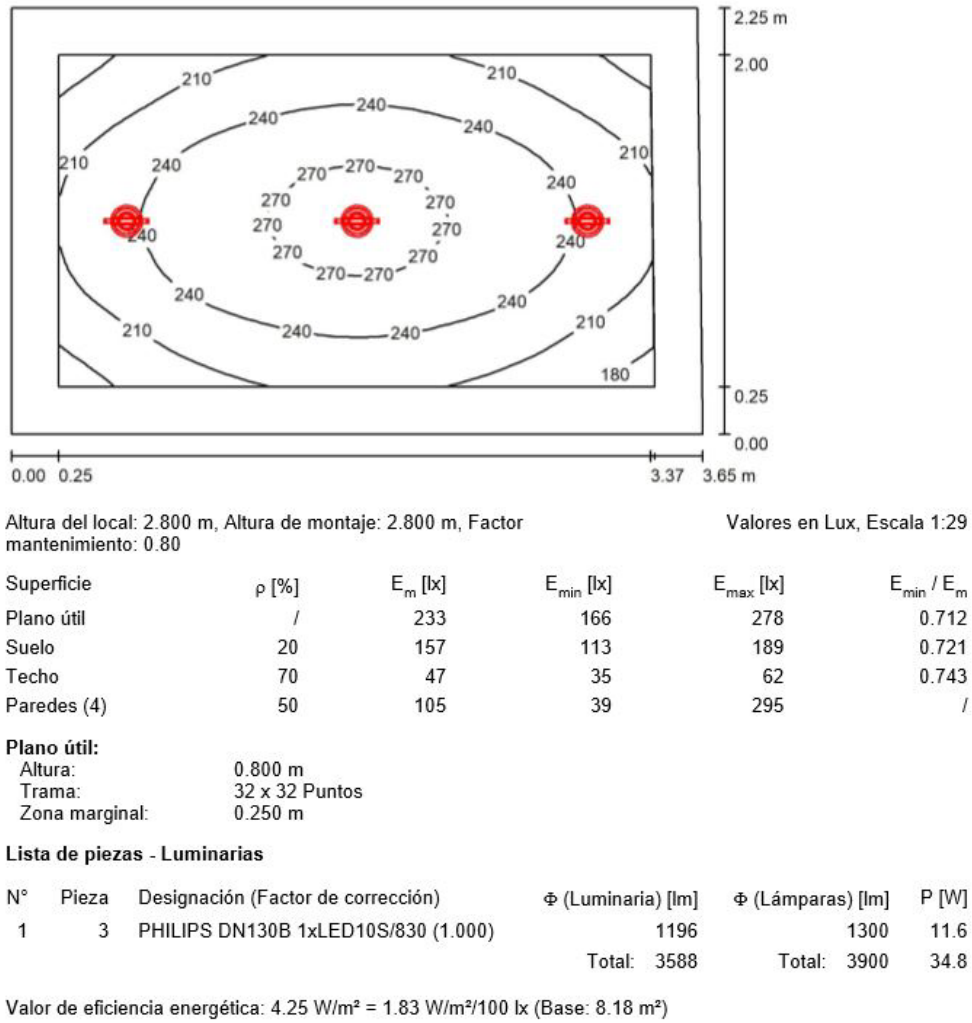 2.25 m
2.00
210
210
240
240
240
210
240
270
270
270
210
240
270
270
270
270
240
240
270
270
270
270
240
240
210
240
240
210
180
0.25
0.00
0.00 0.25 3.37 3.65 m
Altura del local: 2.800 m, Altura de montaje: 2.800 m, Factor mantenimiento: 0.80
Valores en Lux, Escala 1:29
Superficie ρ [%] Em [lx] Emin [lx] Emax [lx] Emin / Em
Plano útil / 233 166 278 0.712
Suelo 20 157 113 189 0.721
Techo 70 47 35 62 0.743
Paredes (4) 50 105 39 295 /
Plano útil:
Altura: 0.800 m
Trama: 32 x 32 Puntos
Zona marginal: 0.250 m
Lista de piezas - Luminarias
N° Pieza Designación (Factor de corrección) Φ (Luminaria) [lm] Φ (Lámparas) [lm] P [W]
1 3 PHILIPS DN130B 1xLED10S/830 (1.000) 1196 1300 11.6
Total: 3588 Total: 3900 34.8
Valor de eficiencia energética: 4.25 W/m² = 1.83 W/m²/100 lx (Base: 8.18 m²)